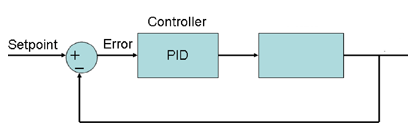 Controller
Setpoint
+
Error
PID
−